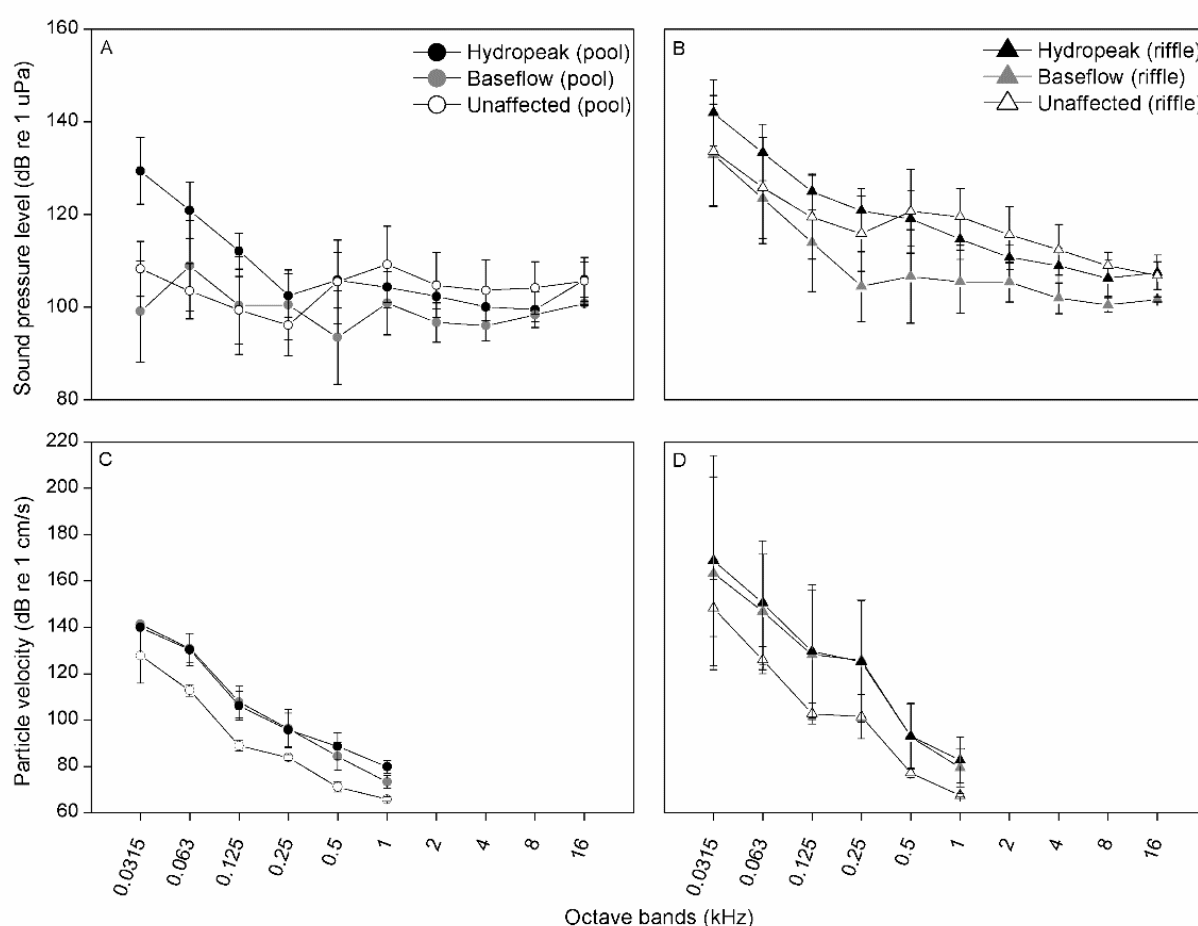 A
Hydropeak (pool)
Baseflow (pool)
Unaffected (pool)
B
Hydropeak (riffle)
Baseflow (riffle)
Unaffected (riffle)
Sound pressure level (dB re 1 uPa)
160
140
120
100
80
C
D
Particle velocity (dB re 1 cm/s)
220
200
180
160
140
120
100
80
60
0.0315
0.063
0.125
0.25
0.5
1
2
4
8
16
0.0315
0.063
0.125
0.25
0.5
1
2
4
8
16
Octave bands (kHz)